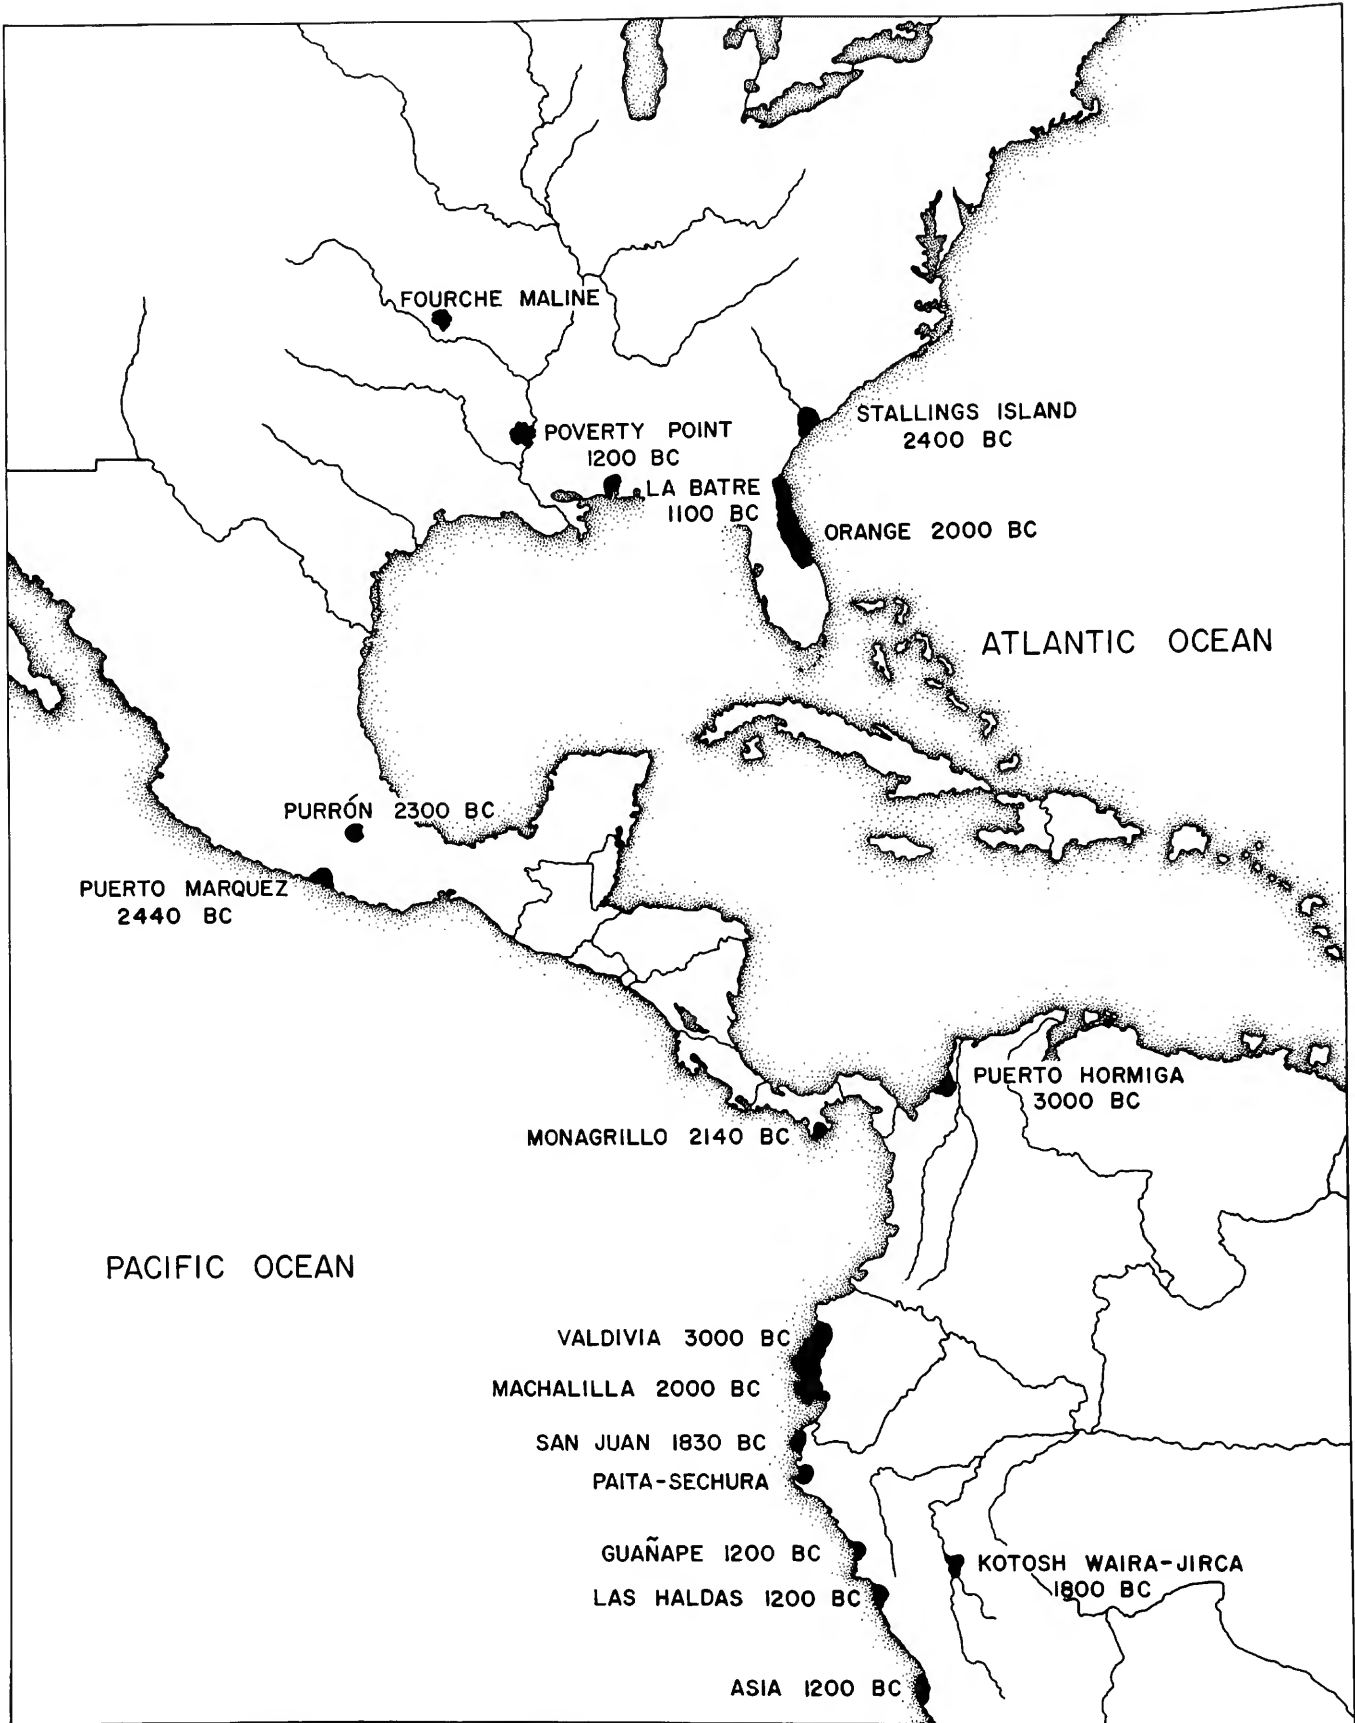 FOURCHE MALINE
STALLINGS ISLAND
2400 BC
POVERTY POINT
1200 BC
LA BATRE
1100 BC
ORANGE 2000 BC
ATLANTIC OCEAN
PURRÓN 2300 BC
PUERTO MARQUEZ
2440 BC
PUERTO HORMIGA
3000 BC
MONAGRILLO 2140 BC
PACIFIC OCEAN
VALDIVIA 3000 BC
MACHALILLA 2000 BC
SAN JUAN 1830 BC
PAITA-SECHURA
GUAÑAPE 1200 BC
KOTOSH WAIRA-JIRCA
1800 BC
LAS HALDAS 1200 BC
ASIA 1200 BC